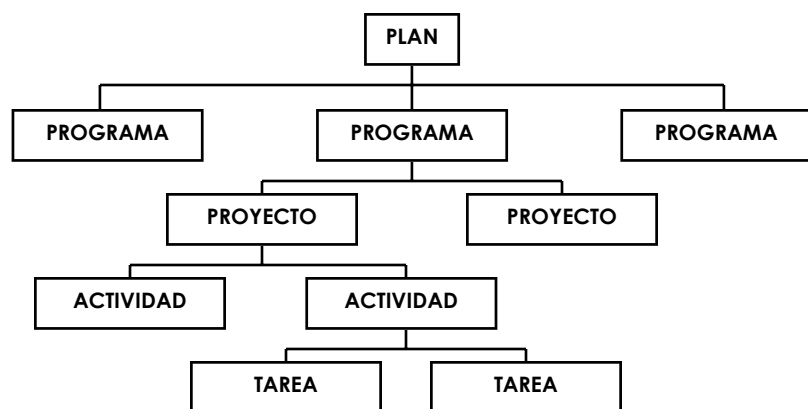 PLAN
PROGRAMA PROGRAMA PROGRAMA
PROYECTO PROYECTO
ACTIVIDAD ACTIVIDAD
TAREA TAREA